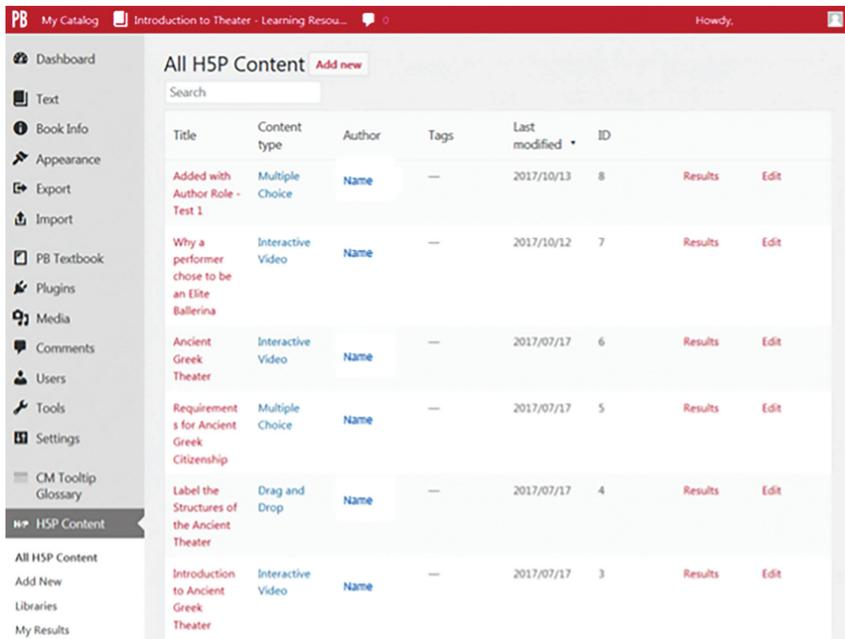 PB My Catalog Introduction to Theater - Learning Resou... 0 Howdy,
Dashboard
Text
Book Info
Appearance
Export
Import
PB Textbook
Plugins
Media
Comments
Users
Tools
Settings
CM Tooltip
Glossary
H5P H5P Content
All H5P Content
Add New
Libraries
My Results
All H5P Content Add new
Search
Title Content type Author Tags Last modified ID
Added with
Author Role -
Test 1
Multiple
Choice
Name
—
2017/10/13
8
Results
Edit
Why a
performer
chose to be
an Elite
Ballerina
Interactive
Video
Name
—
2017/10/12
7
Results
Edit
Ancient
Greek
Theater
Interactive
Video
Name
—
2017/07/17
6
Results
Edit
Requirement
s for Ancient
Greek
Citizenship
Multiple
Choice
Name
—
2017/07/17
5
Results
Edit
Label the
Structures of
the Ancient
Theater
Drag and
Drop
Name
—
2017/07/17
4
Results
Edit
Introduction
to Ancient
Greek
Theater
Interactive
Video
Name
—
2017/07/17
3
Results
Edit